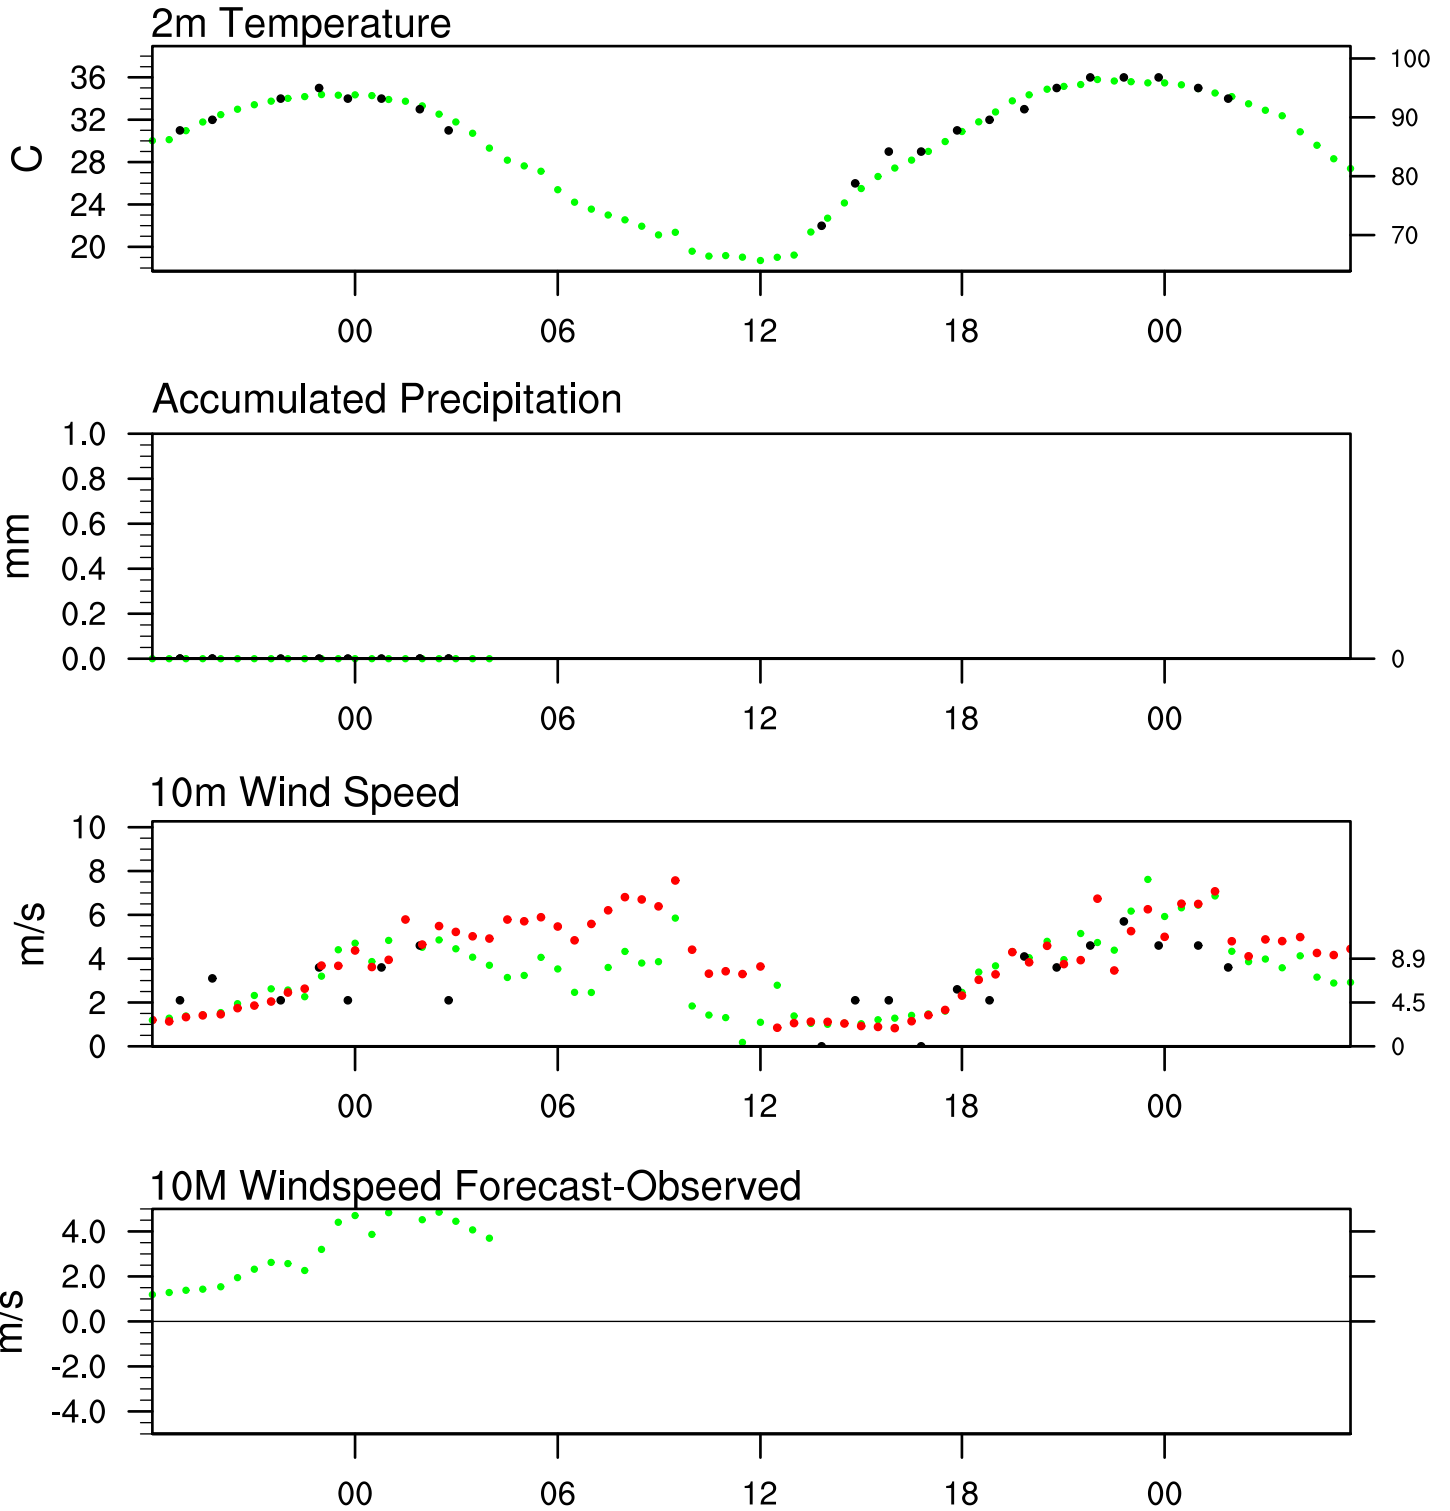 2m Temperature
36
32
28
24
20
C
100
90
80
70
00 06 12 18 00
Accumulated Precipitation
1.0
0.8
0.6
0.4
0.2
0.0
mm
0
00 06 12 18 00
10m Wind Speed
10
8
6
4
2
0
m/s
8.9
4.5
0
00 06 12 18 00
10M Windspeed Forecast-Observed
4.0
2.0
0.0
-2.0
-4.0
m/s
00 06 12 18 00